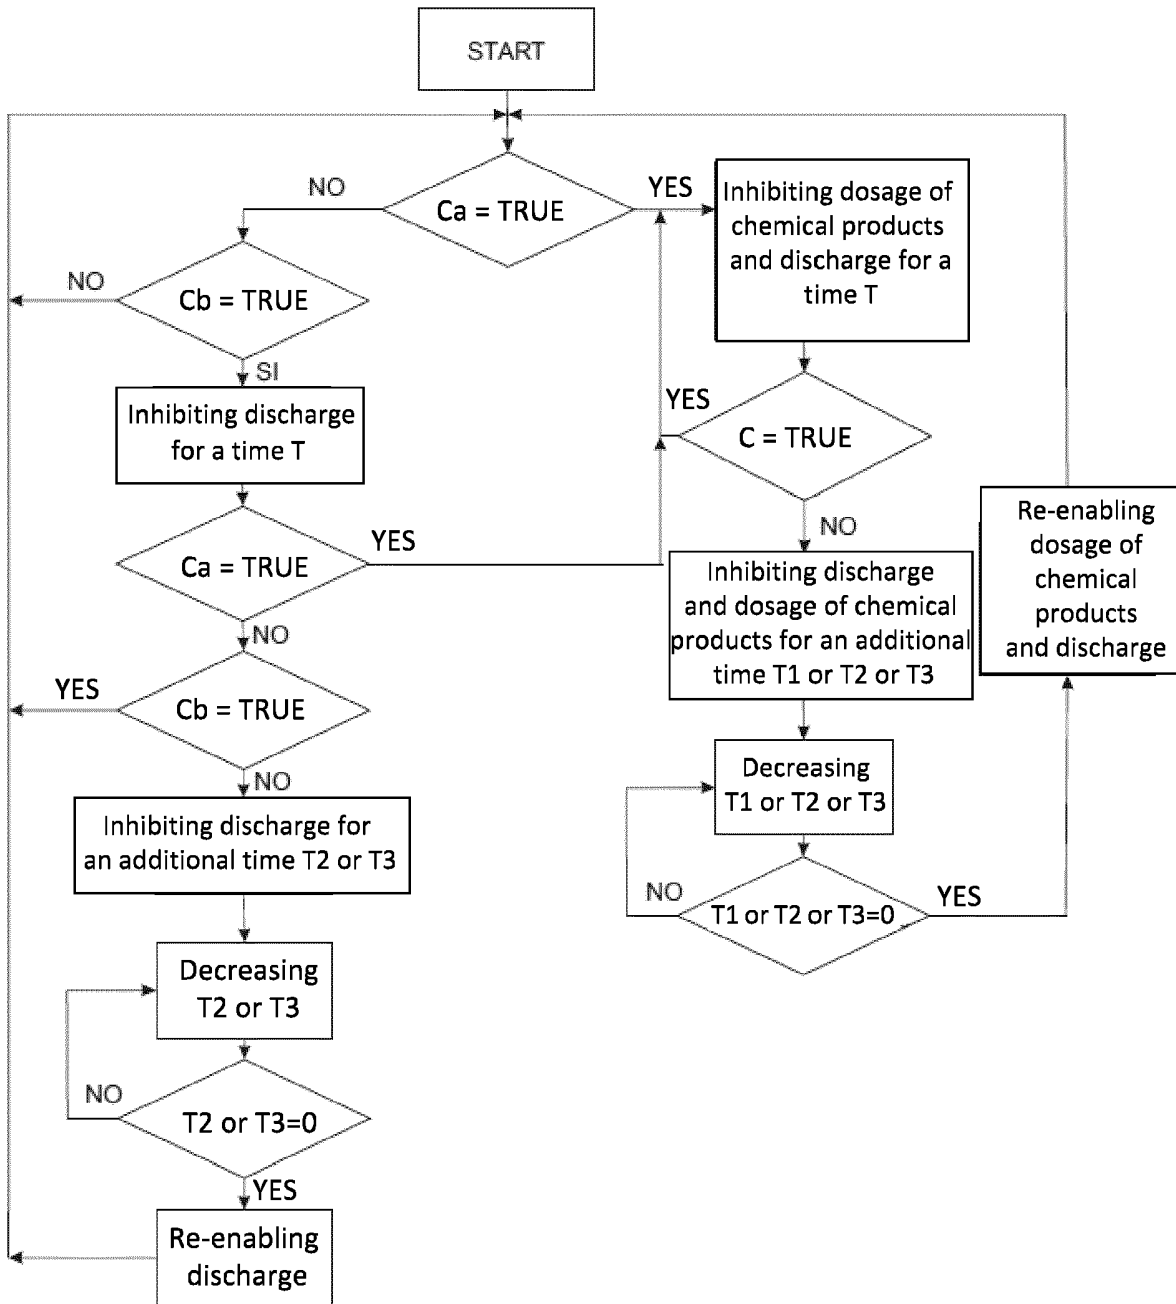 START
NO
Ca = TRUE
YES
Inhibiting dosage of
chemical products
and discharge for a
time T
NO
Cb = TRUE
SI
Inhibiting discharge
for a time T
YES
C = TRUE
NO
Ca = TRUE
YES
NO
Inhibiting discharge
and dosage of chemical
products for an additional
time T1 or T2 or T3
Re-enabling
dosage of
chemical
products
and discharge
YES
Cb = TRUE
NO
Decreasing
T1 or T2 or T3
NO
T1 or T2 or T3=0
YES
Inhibiting discharge for
an additional time T2 or T3
Decreasing
T2 or T3
NO
T2 or T3=0
YES
Re-enabling
discharge